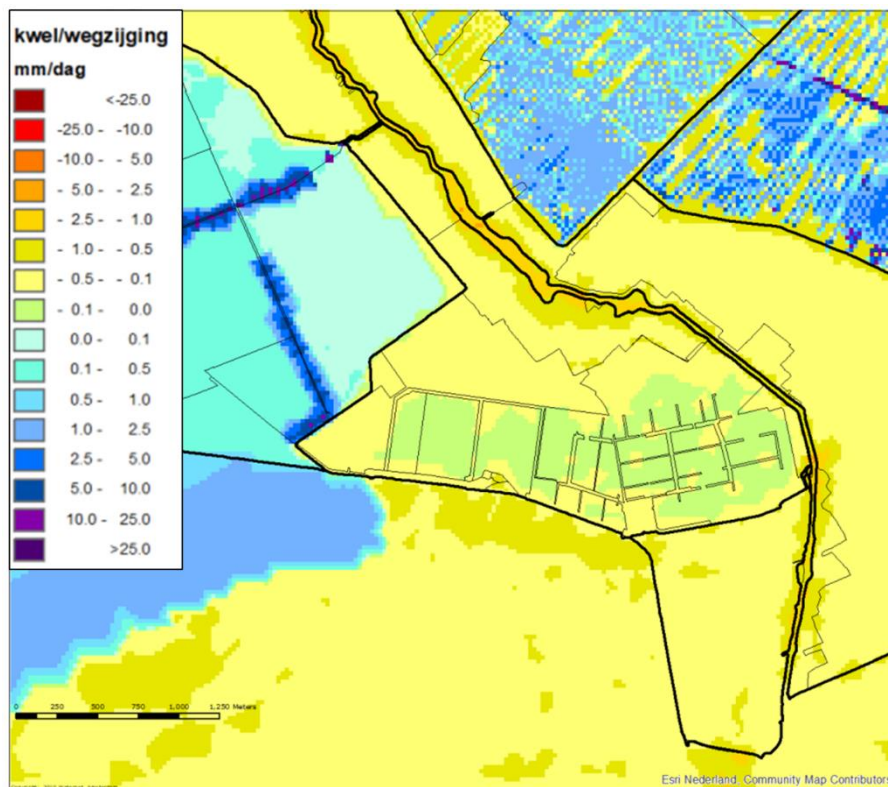 kwel/wegzijging
mm/dag
<-25.0
-25.0 - -10.0
-10.0 - - 5.0
- 5.0 - - 2.5
- 2.5 - - 1.0
- 1.0 - - 0.5
- 0.5 - - 0.1
- 0.1 - 0.0
0.0 - 0.1
0.1 - 0.5
0.5 - 1.0
1.0 - 2.5
2.5 - 5.0
5.0 - 10.0
10.0 - 25.0
>25.0
0 250 500 750 1.000 1.250 Meters
Esri Nederland, Community Map Contributors